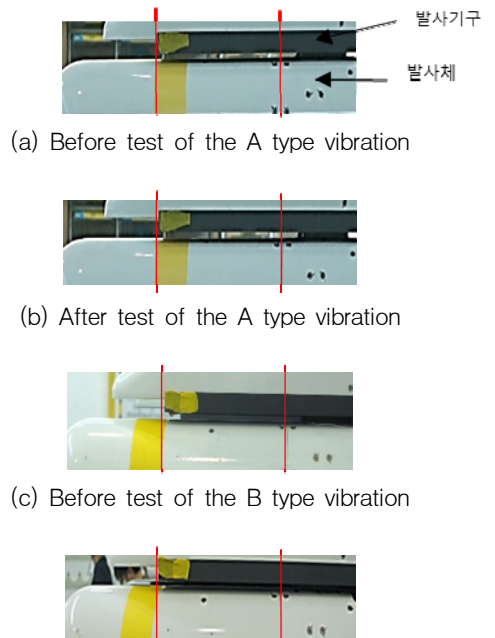 발사기구
발사체
(a) Before test of the A type vibration
(b) After test of the A type vibration
(c) Before test of the B type vibration